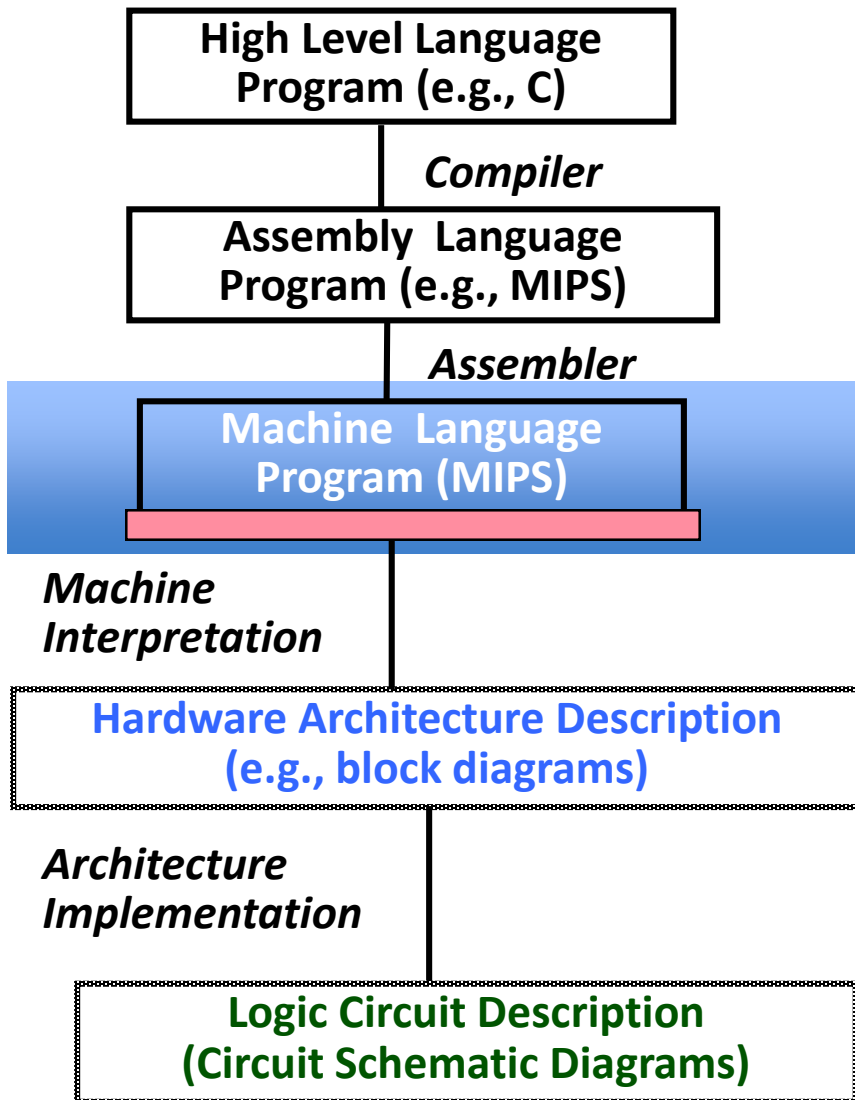 High Level Language
Program (e.g., C)
Compiler
Assembly Language
Program (e.g., MIPS)
Assembler
Machine Language
Program (MIPS)
Machine
Interpretation
Hardware Architecture Description
(e.g., block diagrams)
Architecture
Implementation
Logic Circuit Description
(Circuit Schematic Diagrams)